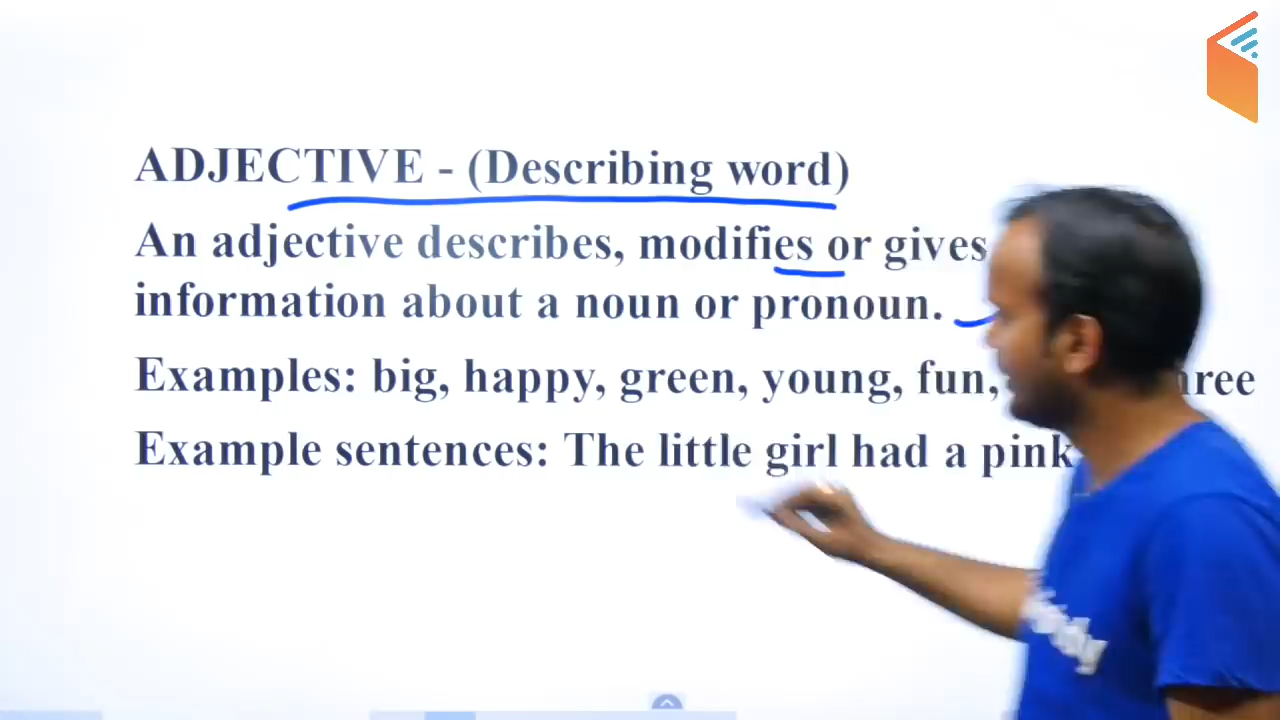 ADJECTIVE - (Describing word)
An adjective describes, modifies or gives
information about a noun or pronoun.
Examples: big, happy, green, young, fun,
Example sentences: The little girl had a pink